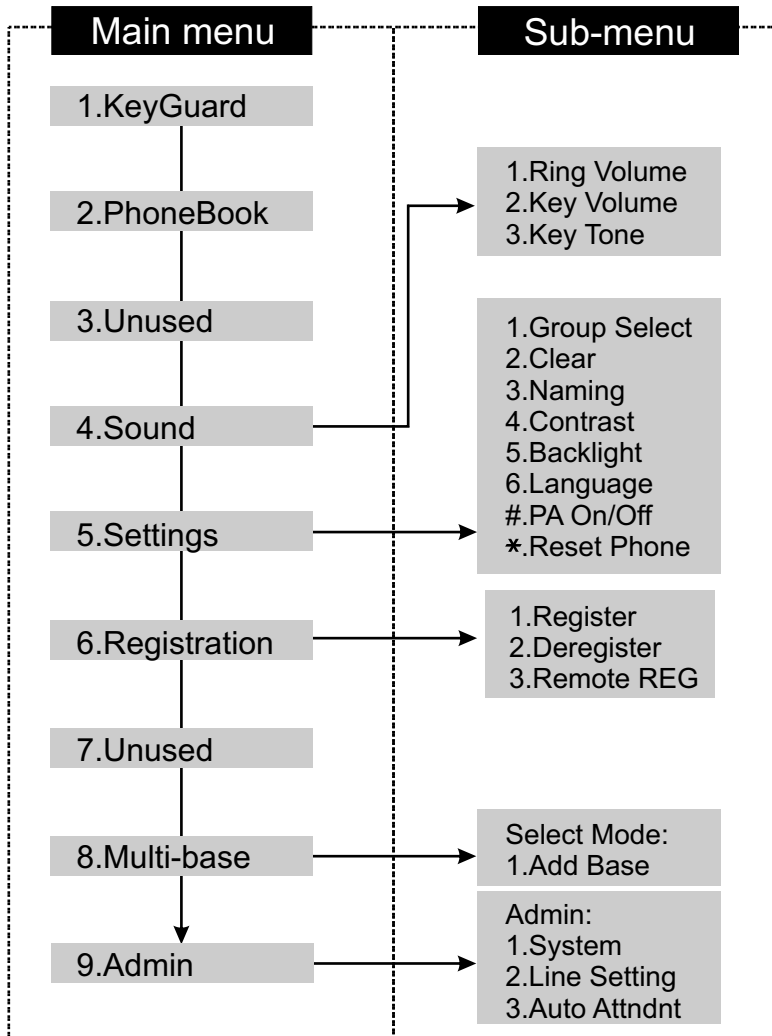 Main menu
1.KeyGuard
2.PhoneBook
3.Unused
4.Sound
5.Settings
6.Registration
7.Unused
8.Multi-base
9.Admin
Sub-menu
1.Ring Volume
2.Key Volume
3.Key Tone
1.Group Select
2.Clear
3.Naming
4.Contrast
5.Backlight
6.Language
#.PA On/Off
*.Reset Phone
1.Register
2.Deregister
3.Remote REG
Select Mode:
1.Add Base
Admin:
1.System
2.Line Setting
3.Auto Attndnt